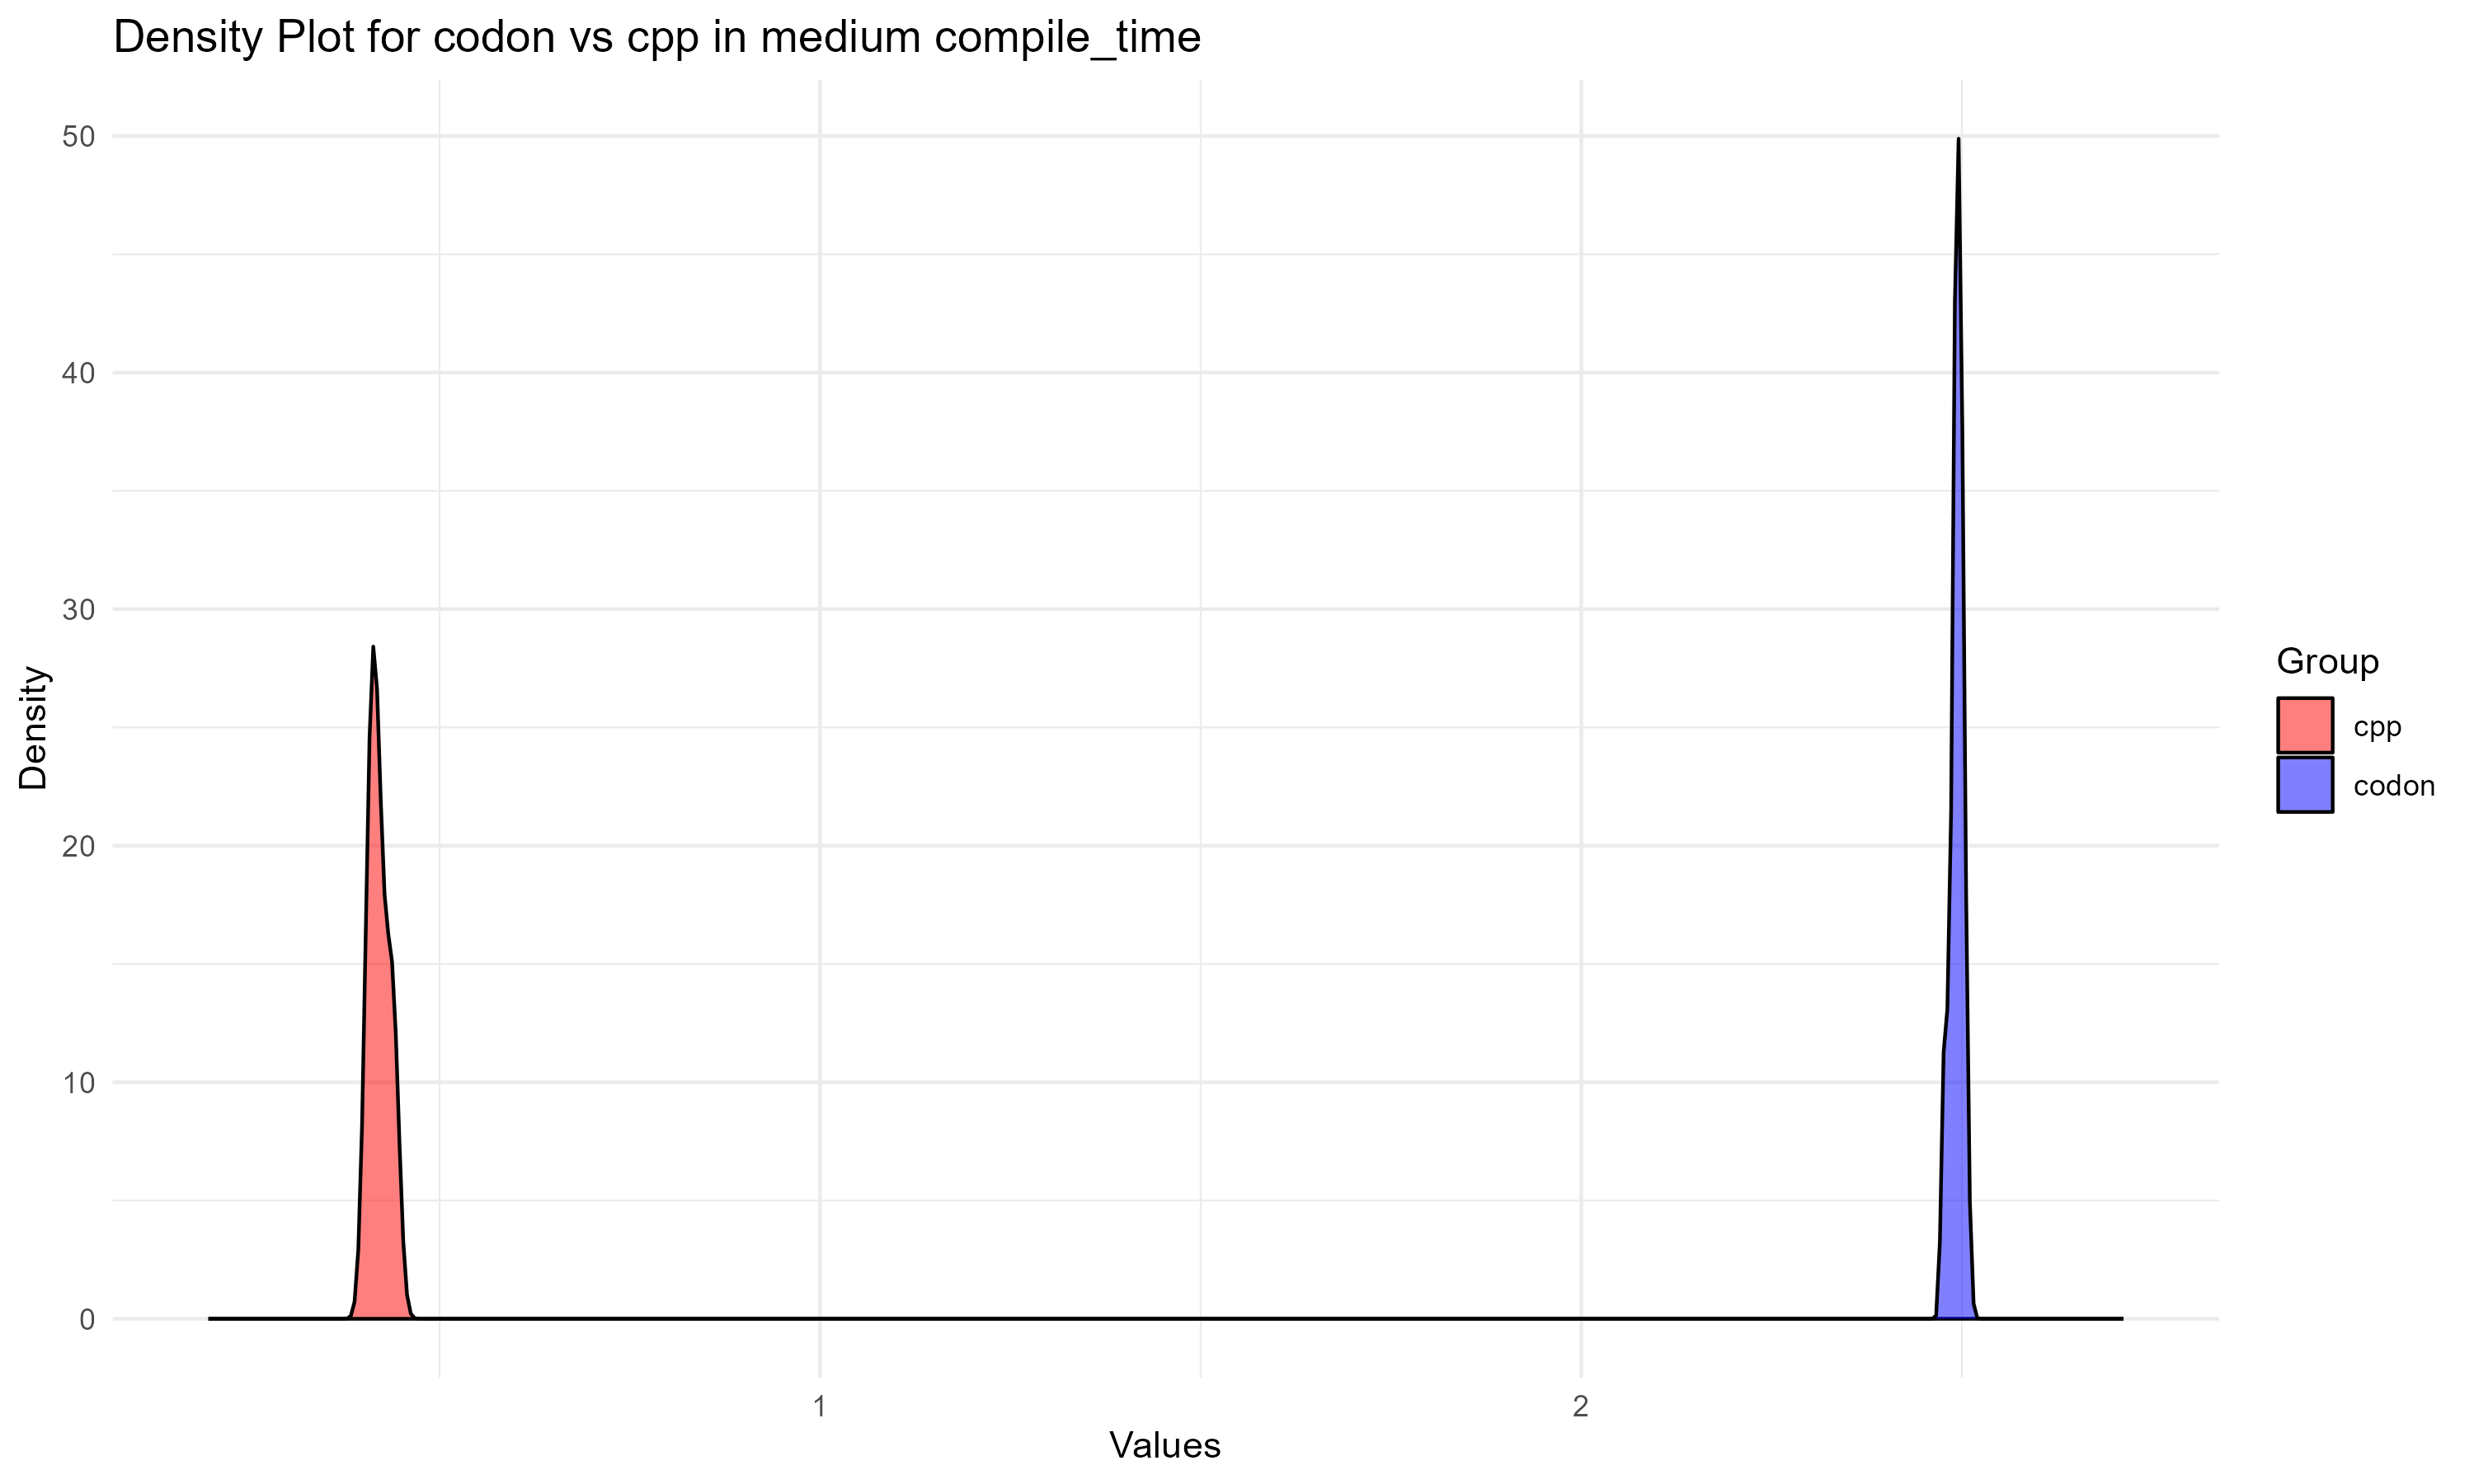 Density Plot for codon vs cpp in medium compile_time
50
40
30
20
10
0
Density
1
2
Values
Group
cpp
codon